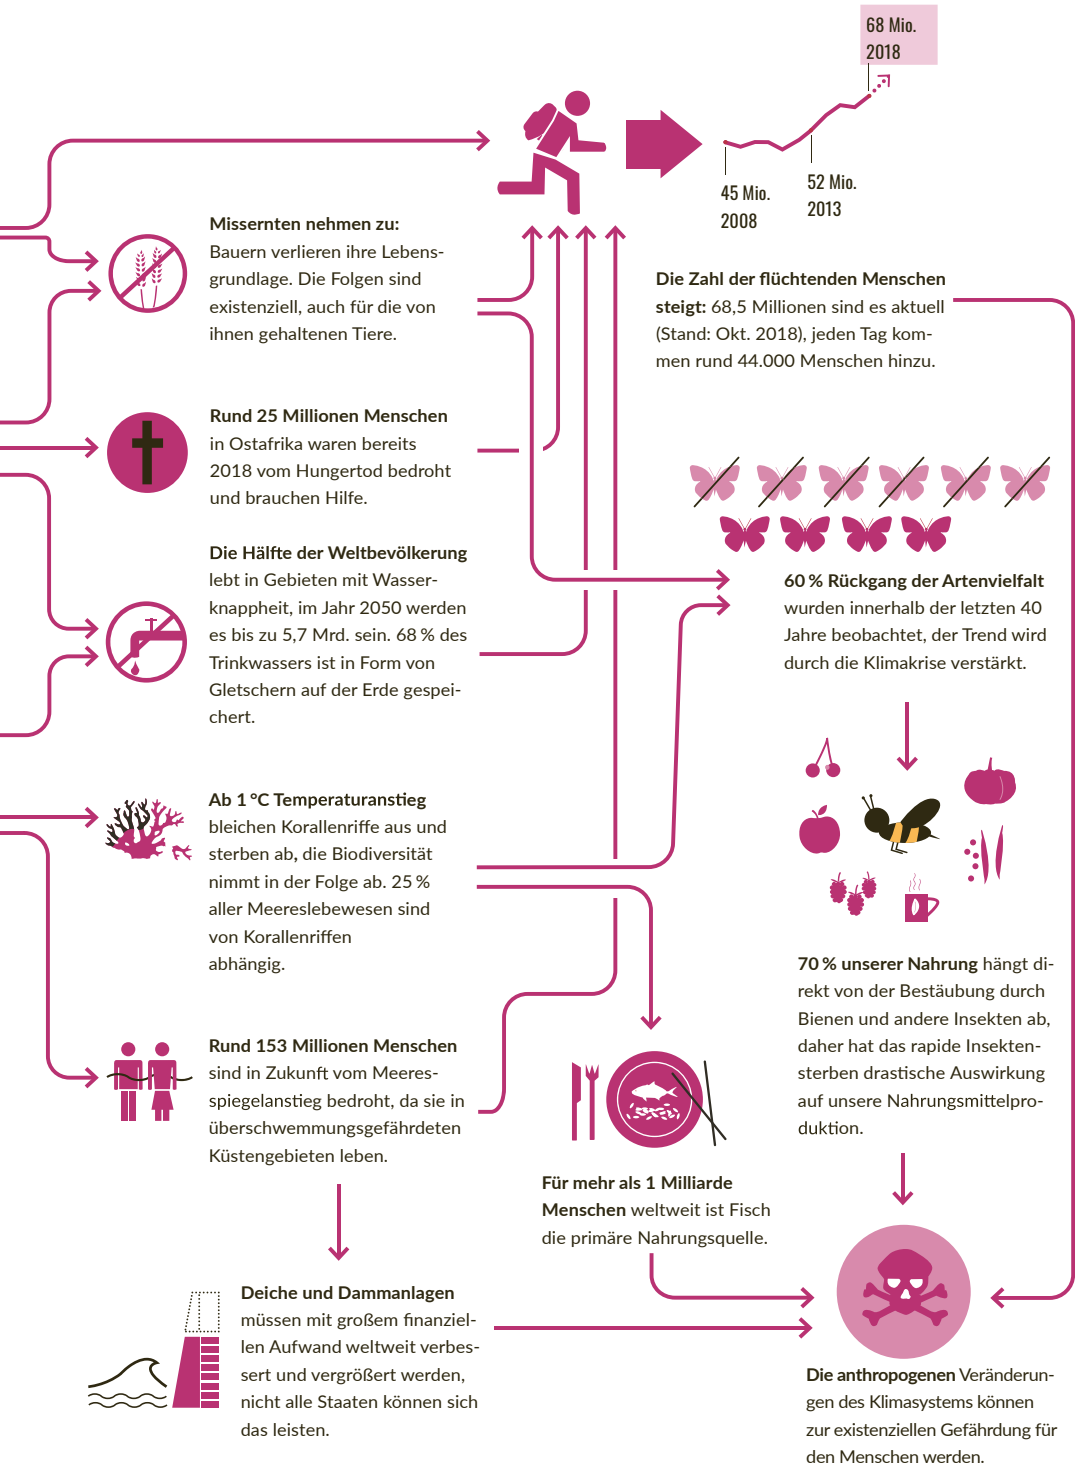 68 Mio.
2018
45 Mio.
2008
52 Mio.
2013
Missernten nehmen zu:
Bauern verlieren ihre Lebens-
grundlage. Die Folgen sind
existenziell, auch für die von
ihnen gehaltenen Tiere.
Die Zahl der flüchtenden Menschen
steigt: 68,5 Millionen sind es aktuell
(Stand: Okt. 2018), jeden Tag kom-
men rund 44.000 Menschen hinzu.
Rund 25 Millionen Menschen
in Ostafrika waren bereits
2018 vom Hungertod bedroht
und brauchen Hilfe.
Die Hälfte der Weltbevölkerung
lebt in Gebieten mit Wasser-
knappheit, im Jahr 2050 werden
es bis zu 5,7 Mrd. sein. 68 % des
Trinkwassers ist in Form von
Gletschern auf der Erde gespei-
chert.
60 % Rückgang der Artenvielfalt
wurden innerhalb der letzten 40
Jahre beobachtet, der Trend wird
durch die Klimakrise verstärkt.
Ab 1 °C Temperaturanstieg
bleichen Korallenriffe aus und
sterben ab, die Biodiversität
nimmt in der Folge ab. 25 %
aller Meereslebewesen sind
von Korallenriffen
abhängig.
70 % unserer Nahrung hängt di-
rekt von der Bestäubung durch
Bienen und andere Insekten ab,
daher hat das rapide Insekten-
sterben drastische Auswirkung
auf unsere Nahrungsmittelpro-
duktion.
Rund 153 Millionen Menschen
sind in Zukunft vom Meeres-
spiegelanstieg bedroht, da sie in
überschwemmungsgefährdeten
Küstengebieten leben.
Für mehr als 1 Milliarde
Menschen weltweit ist Fisch
die primäre Nahrungsquelle.
Deiche und Dammanlagen
müssen mit großem finanziel-
len Aufwand weltweit verbes-
sert und vergrößert werden,
nicht alle Staaten können sich
das leisten.
Die anthropogenen Veränderun-
gen des Klimasystems können
zur existenziellen Gefährdung für
den Menschen werden.